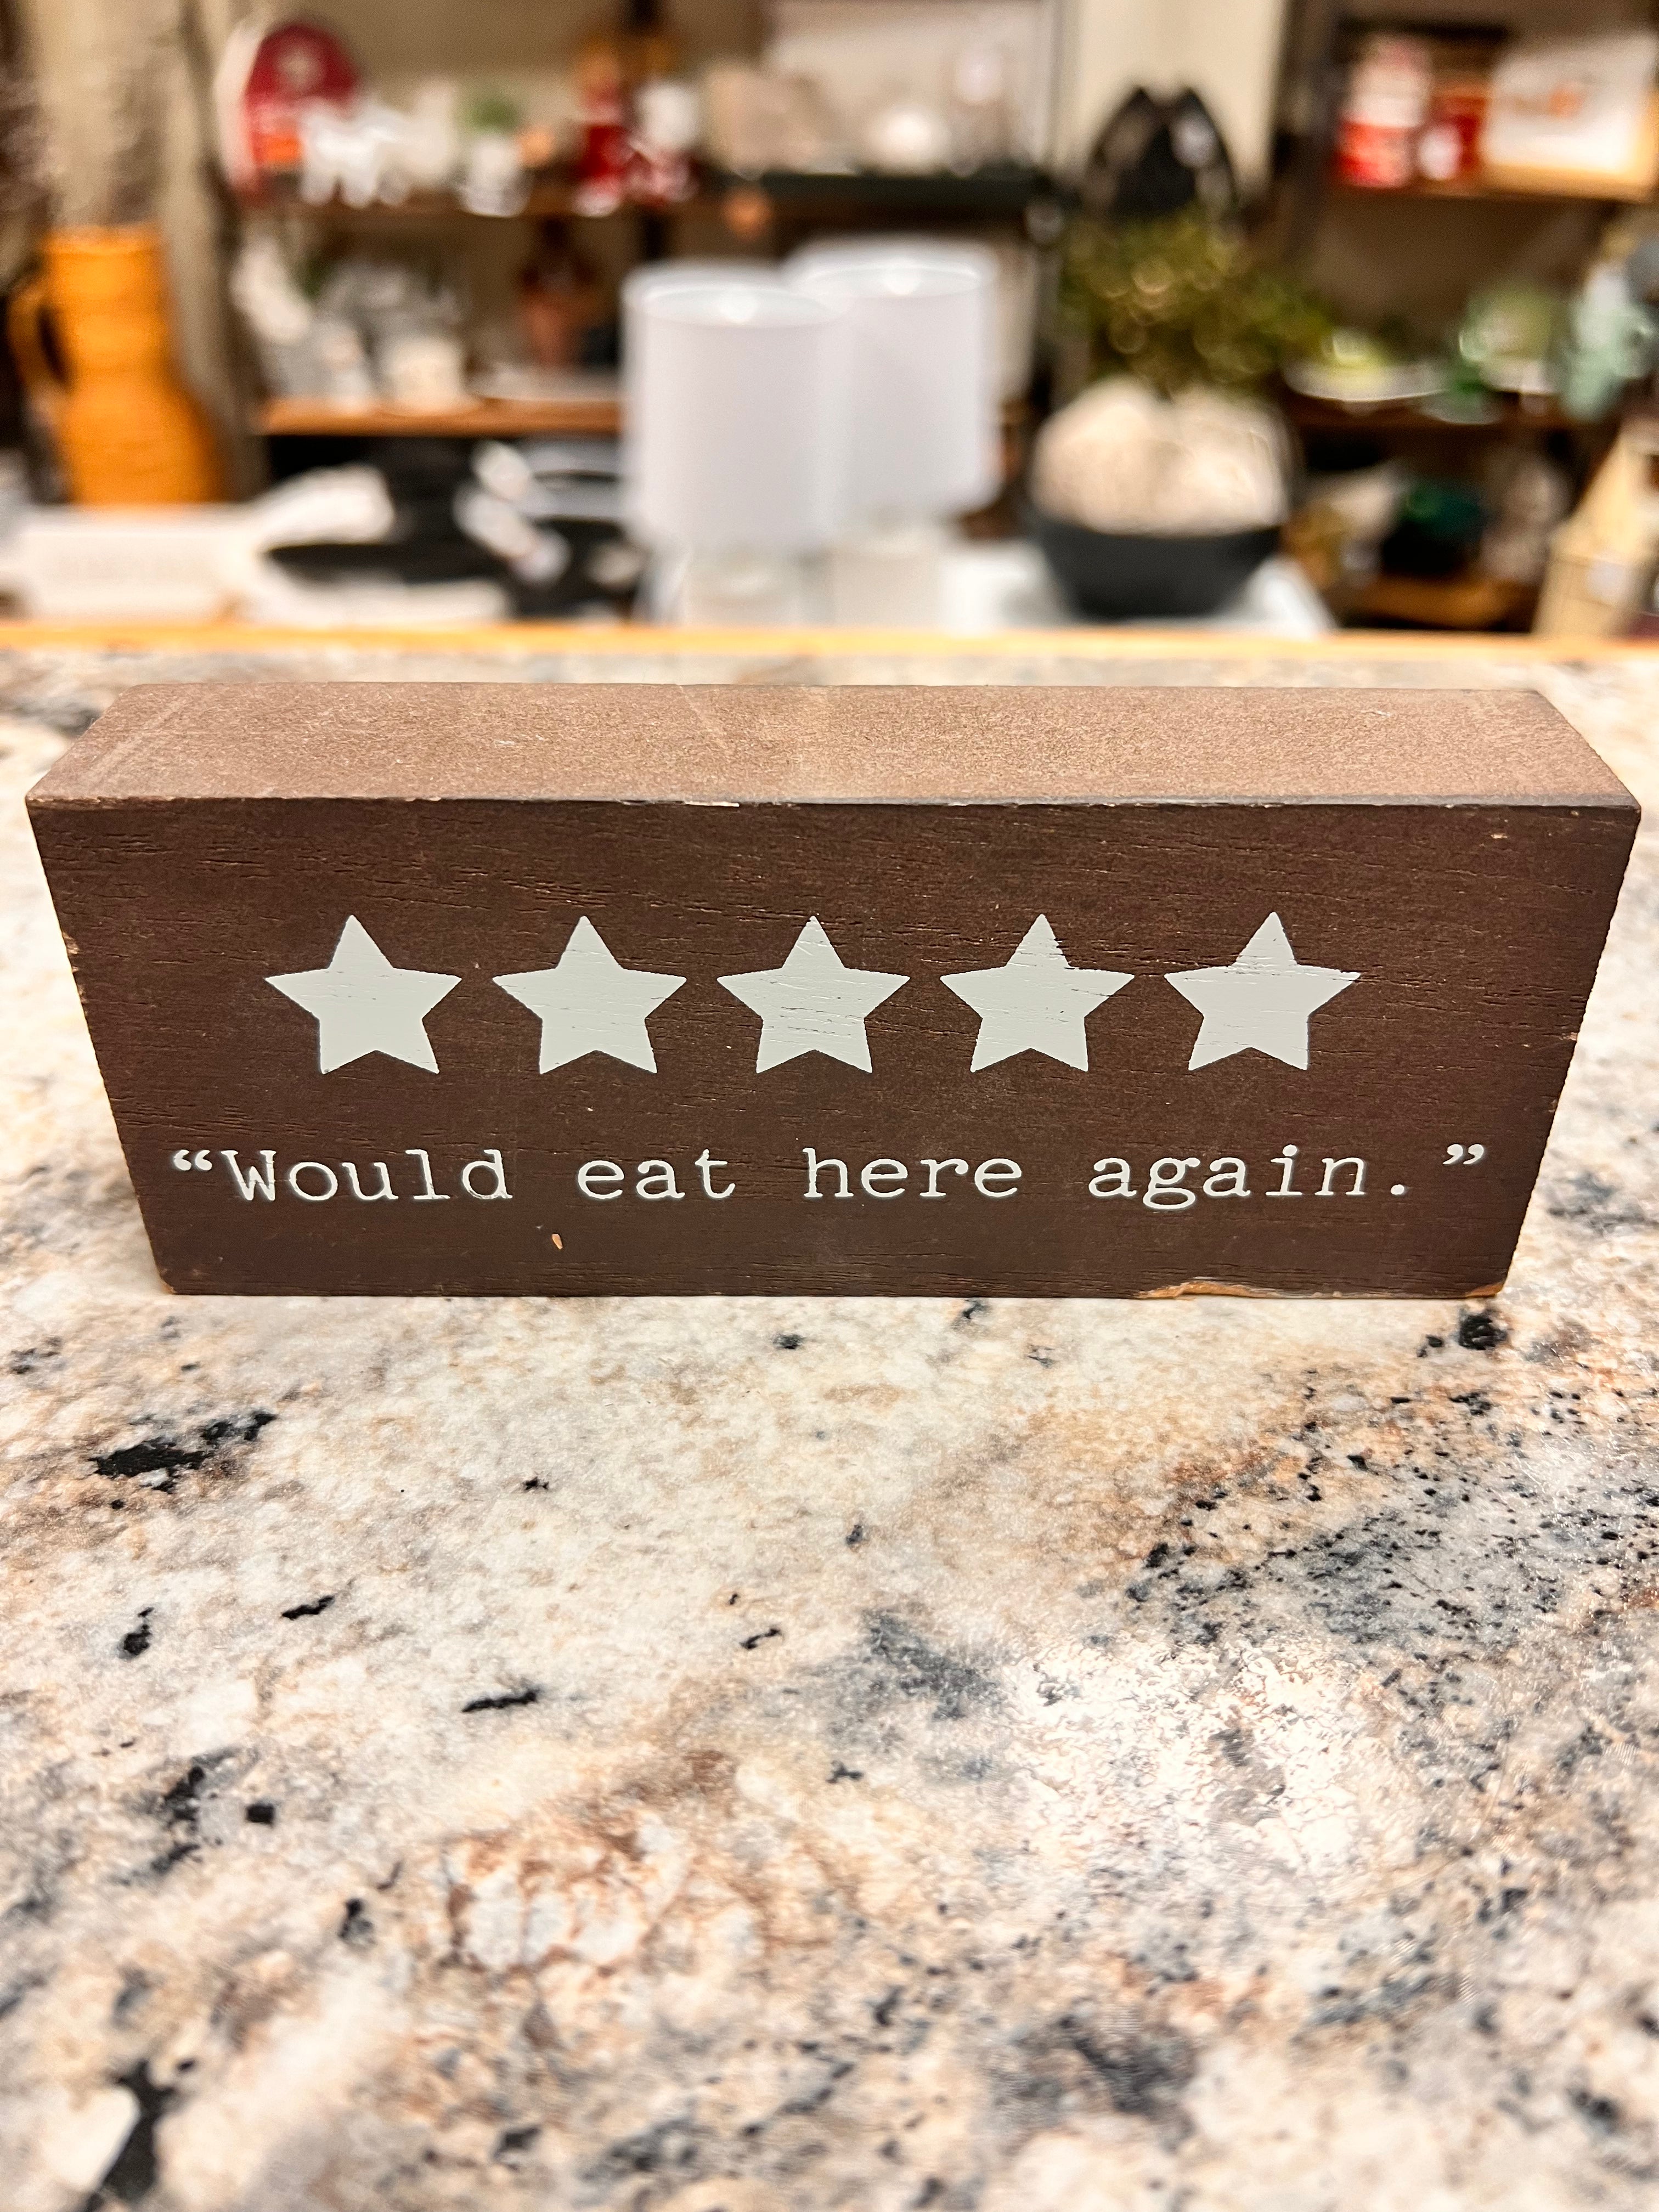 “Would eat here again.”